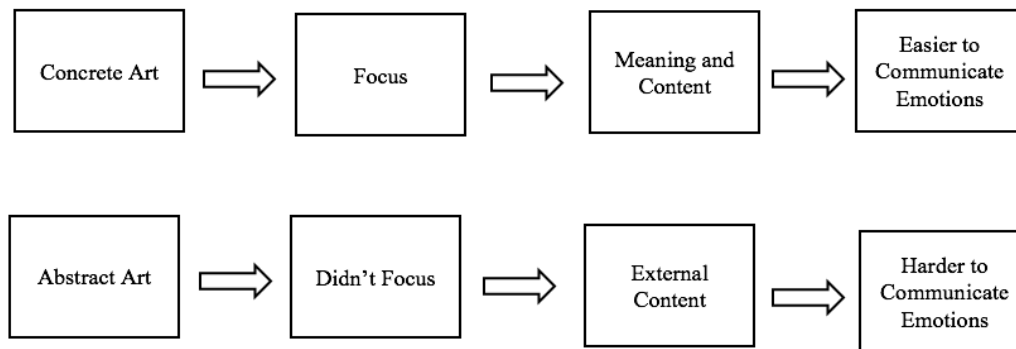 Concrete Art
Focus
Meaning and
Content
Easier to
Communicate
Emotions
Abstract Art
Didn't Focus
External
Content
Harder to
Communicate
Emotions